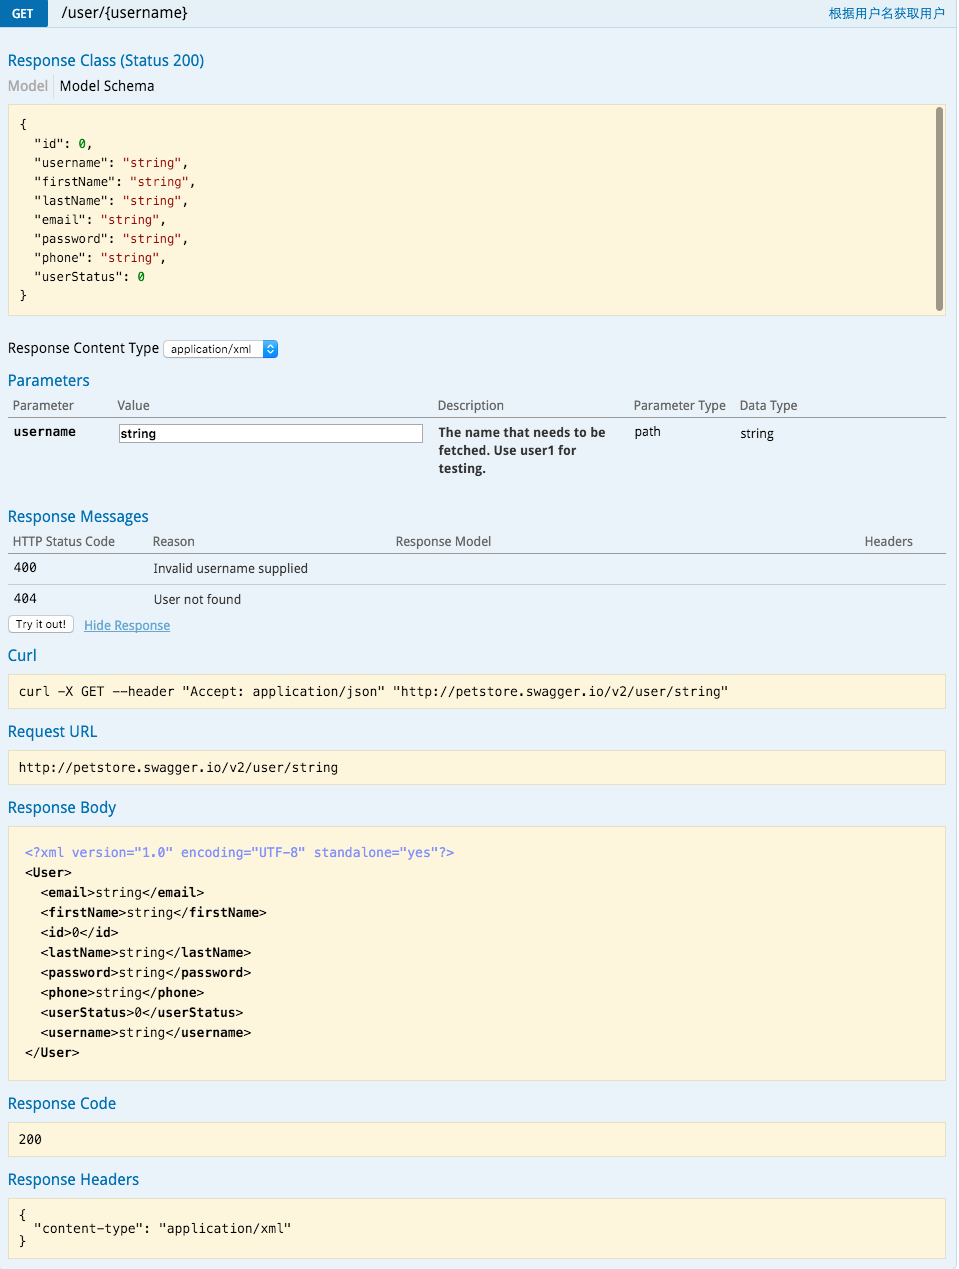 GET /user/{username} 根据用户名获取用户
Response Class (Status 200)
Model Model Schema
{
  "id": 0,
  "username": "string",
  "firstName": "string",
  "lastName": "string",
  "email": "string",
  "password": "string",
  "phone": "string",
  "userStatus": 0
}
Response Content Type application/xml
Parameters
Parameter Value Description Parameter Type Data Type
username string The name that needs to be path string
fetched. Use user1 for
testing.
Response Messages
HTTP Status Code Reason Response Model Headers
400 Invalid username supplied
404 User not found
Try it out! Hide Response
Curl
curl -X GET --header "Accept: application/json" "http://petstore.swagger.io/v2/user/string"
Request URL
http://petstore.swagger.io/v2/user/string
Response Body
<?xml version="1.0" encoding="UTF-8" standalone="yes"?>
<User>
  <email>string</email>
  <firstName>string</firstName>
  <id>0</id>
  <lastName>string</lastName>
  <password>string</password>
  <phone>string</phone>
  <userStatus>0</userStatus>
  <username>string</username>
</User>
Response Code
200
Response Headers
{
  "content-type": "application/xml"
}